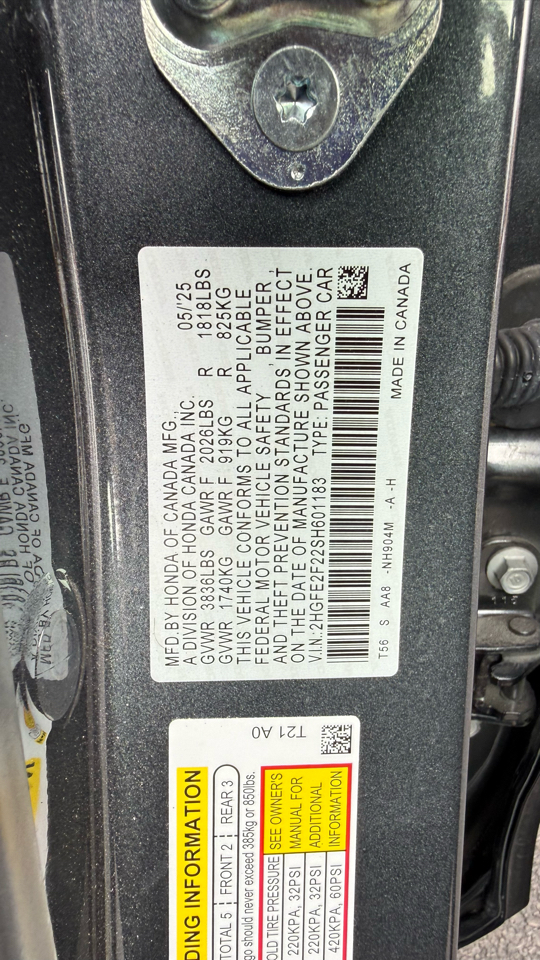 MFD.BY HONDA OF CANADA MFG.,
A DIVISION OF HONDA CANADA INC. 05/'25
GVWR 3836LBS GAWR F 2026LBS R 1818LBS
GVWR 1740KG GAWR F 919KG R 825KG
THIS VEHICLE CONFORMS TO ALL APPLICABLE
FEDERAL MOTOR VEHICLE SAFETY , BUMPER ,
AND THEFT PREVENTION STANDARDS IN EFFECT
ON THE DATE OF MANUFACTURE SHOWN ABOVE.
V.I.N.: 2HGFE2F22SH601183 TYPE: PASSENGER CAR
T56 S AA8 -NH904M -A -H
MADE IN CANADA
DING INFORMATION
TOTAL 5 FRONT 2 REAR 3
go should never exceed 385kg or 850lbs.
OLD TIRE PRESSURE SEE OWNER'S
220KPA, 32PSI MANUAL FOR
220KPA, 32PSI ADDITIONAL
420KPA, 60PSI INFORMATION
T21 A0